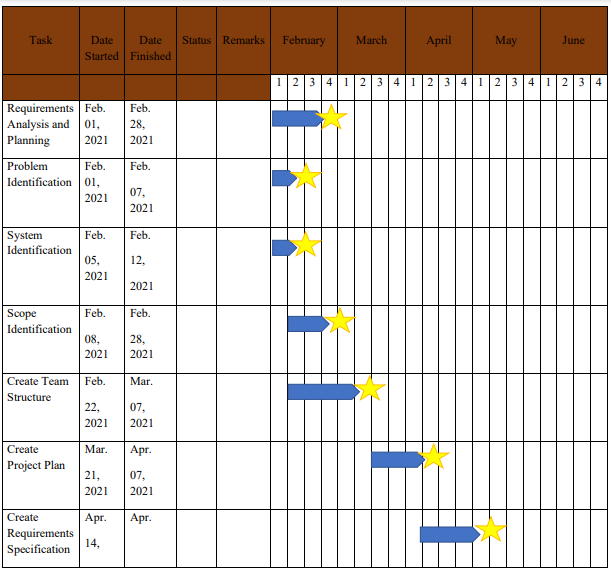 Task Date Started Date Finished Status Remarks February March April May June
1 2 3 4 1 2 3 4 1 2 3 4 1 2 3 4 1 2 3 4
Requirements Feb. Feb.
Analysis and 01, 28,
Planning 2021 2021
Problem Feb. Feb.
Identification 01,
07,
2021
2021
System Feb. Feb.
Identification
05, 12,
2021
2021
Scope Feb. Feb.
Identification
08, 28,
2021 2021
Create Team Feb. Mar.
Structure
22, 07,
2021 2021
Create Mar. Apr.
Project Plan
21, 07,
2021 2021
Create Apr. Apr.
Requirements
Specification 14,